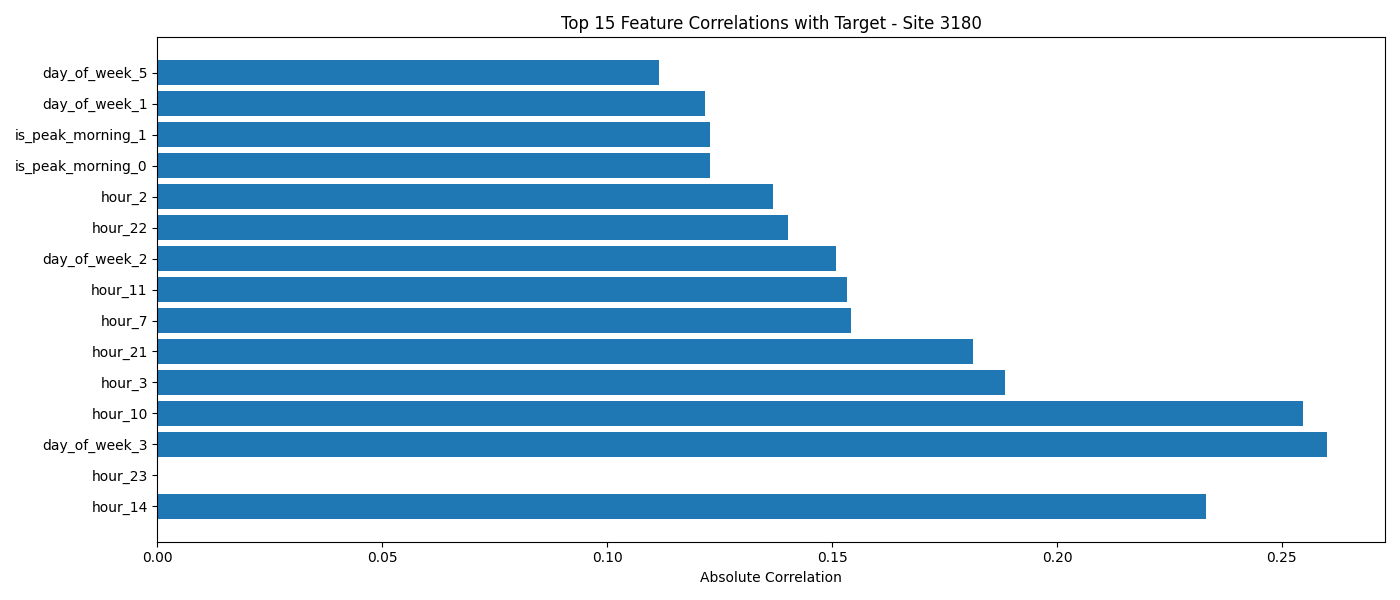 Top 15 Feature Correlations with Target - Site 3180
day_of_week_5
day_of_week_1
is_peak_morning_1
is_peak_morning_0
hour_2
hour_22
day_of_week_2
hour_11
hour_7
hour_21
hour_3
hour_10
day_of_week_3
hour_23
hour_14
0.00 0.05 0.10 0.15 0.20 0.25
Absolute Correlation